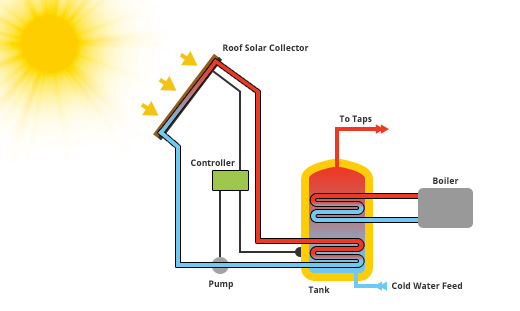 Roof Solar Collector
To Taps
Controller
Boiler
Pump
Tank
Cold Water Feed